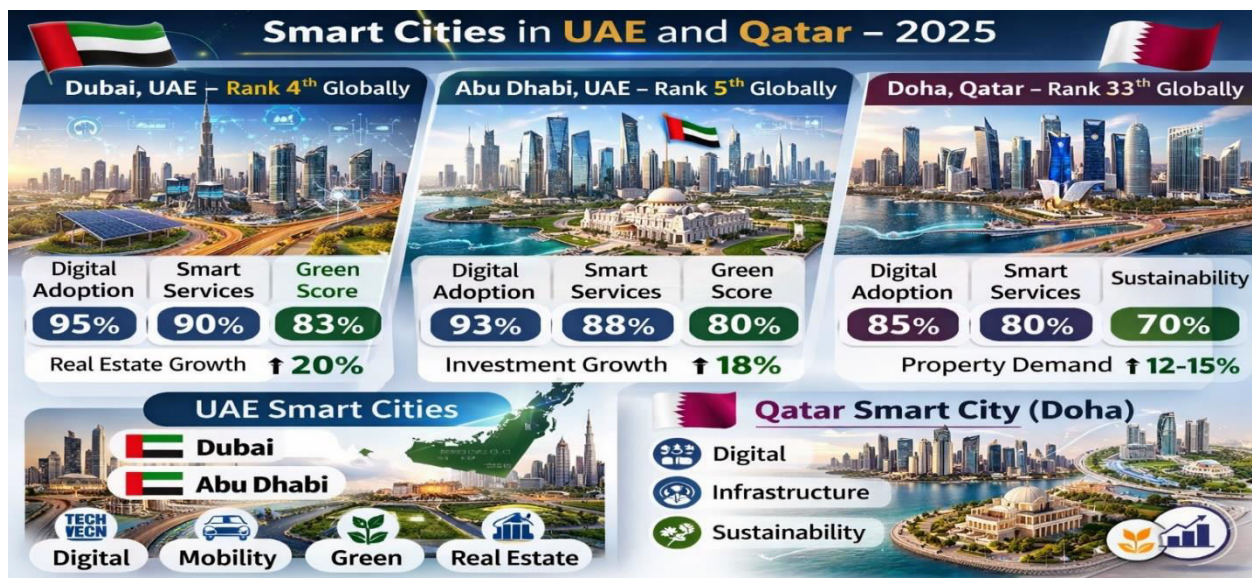 Smart Cities in UAE and Qatar – 2025
Dubai, UAE – Rank 4th Globally
Digital Adoption
95%
Smart Services
90%
Green Score
83%
Real Estate Growth ⬆ 20%
Abu Dhabi, UAE – Rank 5th Globally
Digital Adoption
93%
Smart Services
88%
Green Score
80%
Investment Growth ⬆ 18%
Doha, Qatar – Rank 33th Globally
Digital Adoption
85%
Smart Services
80%
Sustainability
70%
Property Demand ⬆ 12-15%
UAE Smart Cities
Dubai
Abu Dhabi
TECH
VECN
Digital
Mobility
Green
Real Estate
Qatar Smart City (Doha)
Digital
Infrastructure
Sustainability